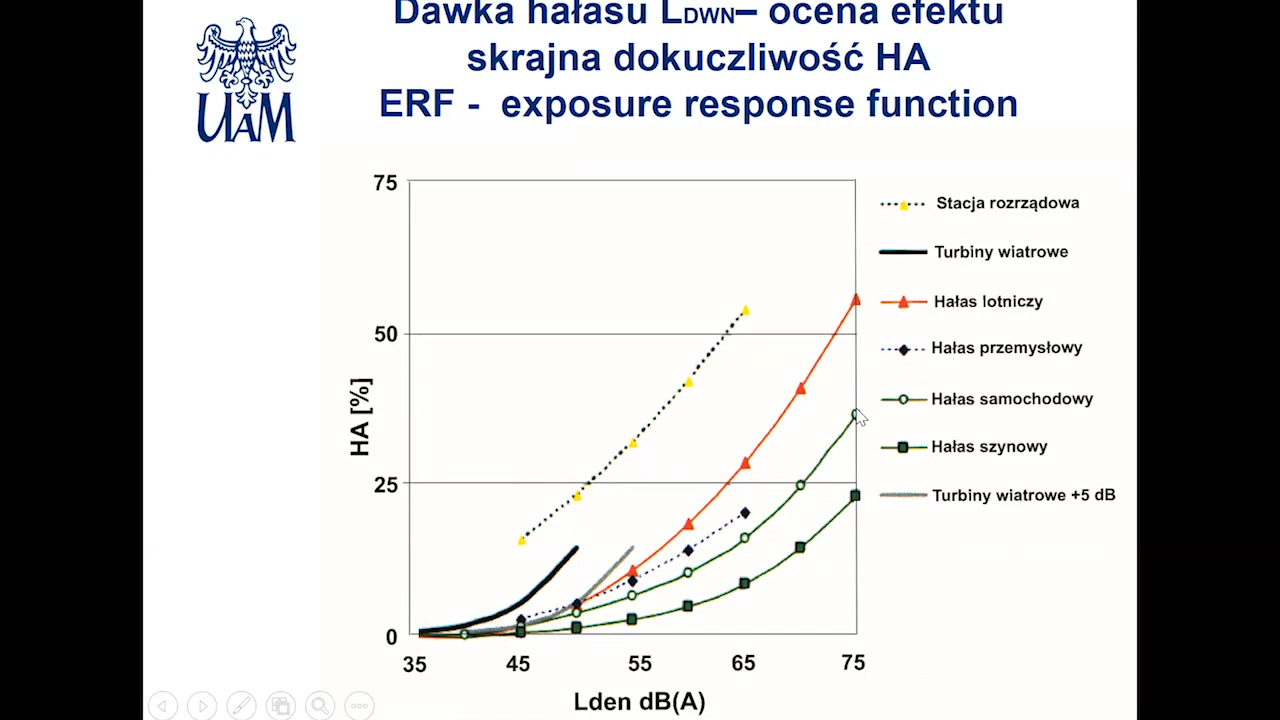 Dawka hałasu LDWN– ocena efektu
skrajna dokuczliwość HA
ERF - exposure response function
UAM
75
50
25
0
HA [%]
35 45 55 65 75
Lden dB(A)
Stacja rozrządowa
Turbiny wiatrowe
Hałas lotniczy
Hałas przemysłowy
Hałas samochodowy
Hałas szynowy
Turbiny wiatrowe +5 dB